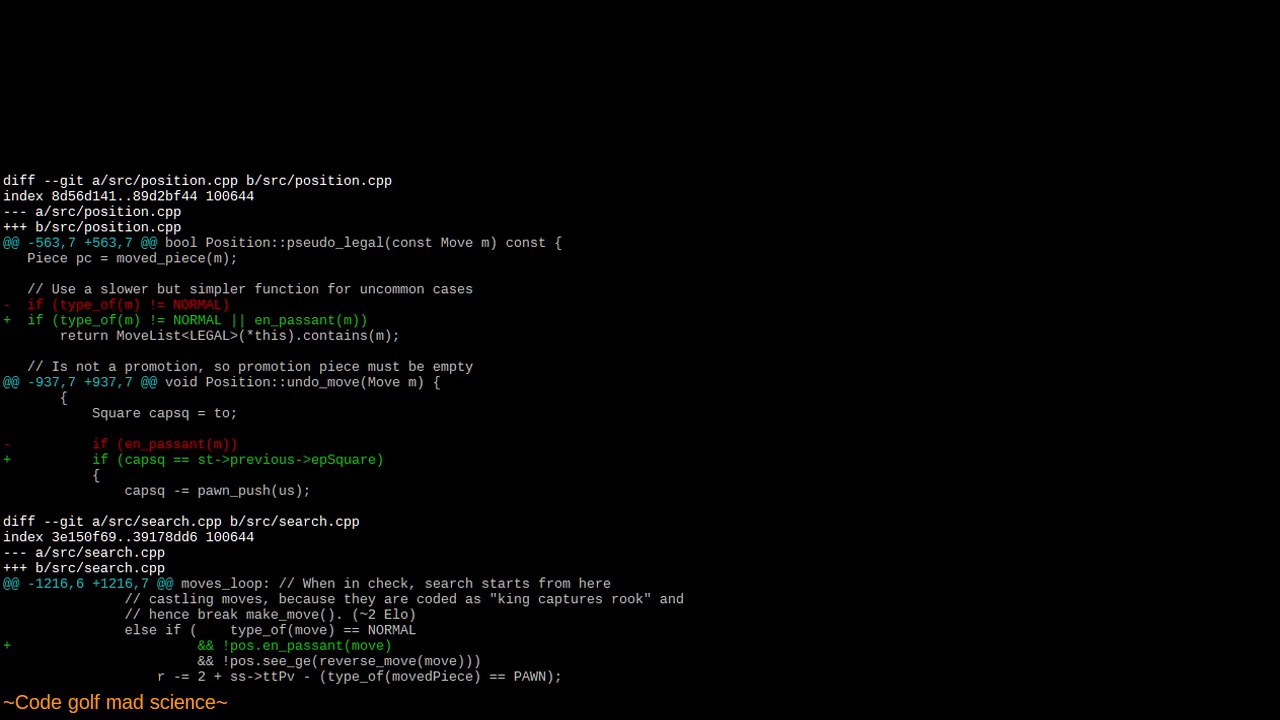 diff --git a/src/position.cpp b/src/position.cpp
index 8d56d141..89d2bf44 100644
--- a/src/position.cpp
+++ b/src/position.cpp
@@ -563,7 +563,7 @@ bool Position::pseudo_legal(const Move m) const {
   Piece pc = moved_piece(m);
   // Use a slower but simpler function for uncommon cases
-  if (type_of(m) != NORMAL)
+  if (type_of(m) != NORMAL || en_passant(m))
       return MoveList<LEGAL>(*this).contains(m);
   // Is not a promotion, so promotion piece must be empty
@@ -937,7 +937,7 @@ void Position::undo_move(Move m) {
       {
           Square capsq = to;
-          if (en_passant(m))
+          if (capsq == st->previous->epSquare)
           {
               capsq -= pawn_push(us);
diff --git a/src/search.cpp b/src/search.cpp
index 3e150f69..39178dd6 100644
--- a/src/search.cpp
+++ b/src/search.cpp
@@ -1216,6 +1216,7 @@ moves_loop: // When in check, search starts from here
               // castling moves, because they are coded as "king captures rook" and
               // hence break make_move(). (~2 Elo)
               else if (    type_of(move) == NORMAL
+                       && !pos.en_passant(move)
                        && !pos.see_ge(reverse_move(move)))
                   r -= 2 + ss->ttPv - (type_of(movedPiece) == PAWN);
~Code golf mad science~